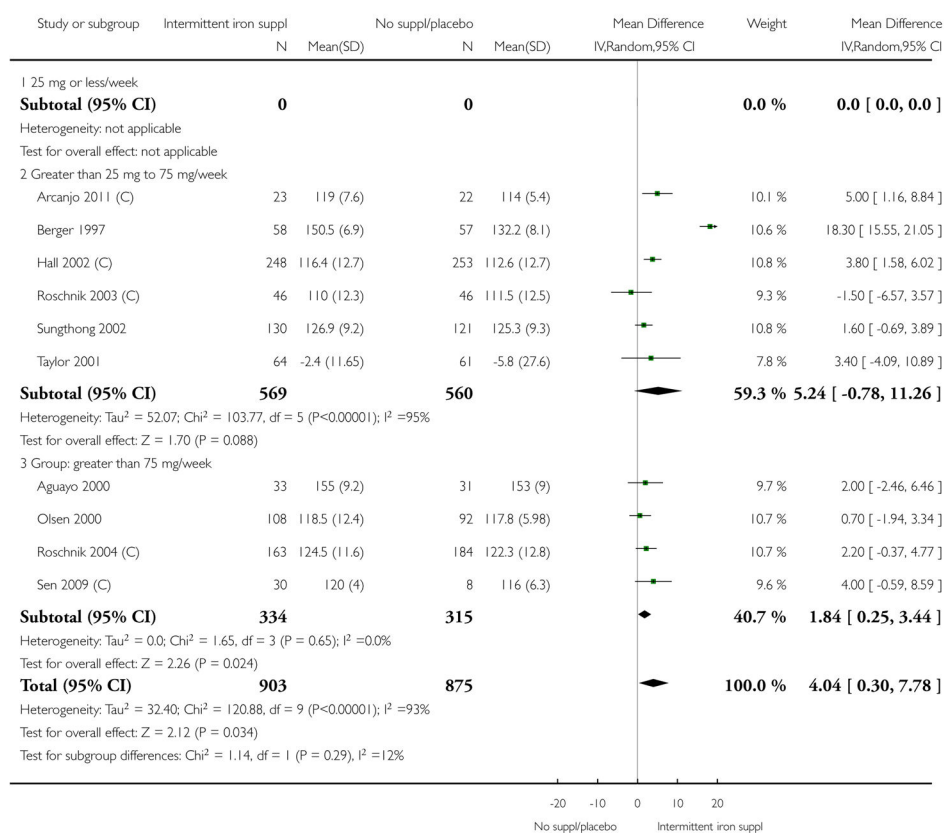 Study or subgroup Intermittent iron suppl No suppl/placebo Mean Difference Weight Mean Difference
N Mean(SD) N Mean(SD) IV,Random,95% CI IV,Random,95% CI
1 25 mg or less/week
Subtotal (95% CI) 0 0 0.0 % 0.0 [ 0.0, 0.0 ]
Heterogeneity: not applicable
Test for overall effect: not applicable
2 Greater than 25 mg to 75 mg/week
Arcanjo 2011 (C) 23 119 (7.6) 22 114 (5.4) 10.1 % 5.00 [ 1.16, 8.84 ]
Berger 1997 58 150.5 (6.9) 57 132.2 (8.1) 10.6 % 18.30 [ 15.55, 21.05 ]
Hall 2002 (C) 248 116.4 (12.7) 253 112.6 (12.7) 10.8 % 3.80 [ 1.58, 6.02 ]
Roschnik 2003 (C) 46 110 (12.3) 46 111.5 (12.5) 9.3 % -1.50 [ -6.57, 3.57 ]
Sungthong 2002 130 126.9 (9.2) 121 125.3 (9.3) 10.8 % 1.60 [ -0.69, 3.89 ]
Taylor 2001 64 -2.4 (11.65) 61 -5.8 (27.6) 7.8 % 3.40 [ -4.09, 10.89 ]
Subtotal (95% CI) 569 560 59.3 % 5.24 [ -0.78, 11.26 ]
Heterogeneity: Tau² = 52.07; Chi² = 103.77, df = 5 (P<0.00001); I² =95%
Test for overall effect: Z = 1.70 (P = 0.088)
3 Group: greater than 75 mg/week
Aguayo 2000 33 155 (9.2) 31 153 (9) 9.7 % 2.00 [ -2.46, 6.46 ]
Olsen 2000 108 118.5 (12.4) 92 117.8 (5.98) 10.7 % 0.70 [ -1.94, 3.34 ]
Roschnik 2004 (C) 163 124.5 (11.6) 184 122.3 (12.8) 10.7 % 2.20 [ -0.37, 4.77 ]
Sen 2009 (C) 30 120 (4) 8 116 (6.3) 9.6 % 4.00 [ -0.59, 8.59 ]
Subtotal (95% CI) 334 315 40.7 % 1.84 [ 0.25, 3.44 ]
Heterogeneity: Tau² = 0.0; Chi² = 1.65, df = 3 (P = 0.65); I² =0.0%
Test for overall effect: Z = 2.26 (P = 0.024)
Total (95% CI) 903 875 100.0 % 4.04 [ 0.30, 7.78 ]
Heterogeneity: Tau² = 32.40; Chi² = 120.88, df = 9 (P<0.00001); I² =93%
Test for overall effect: Z = 2.12 (P = 0.034)
Test for subgroup differences: Chi² = 1.14, df = 1 (P = 0.29), I² =12%
-20 -10 0 10 20
No suppl/placebo Intermittent iron suppl